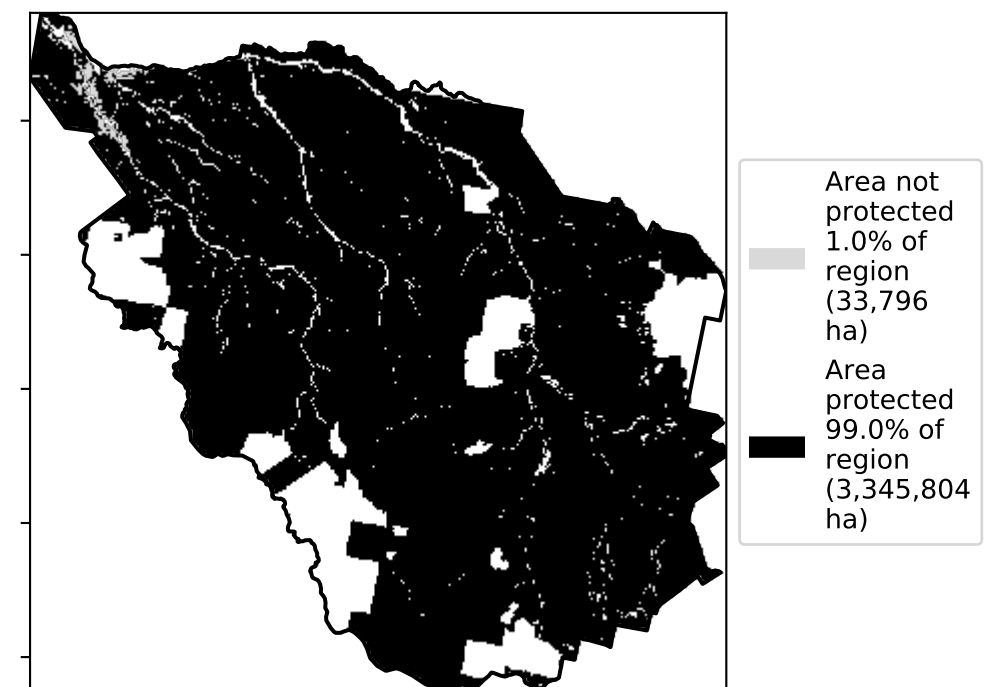 Area not
protected
1.0% of
region
(33,796
ha)
Area
protected
99.0% of
region
(3,345,804
ha)